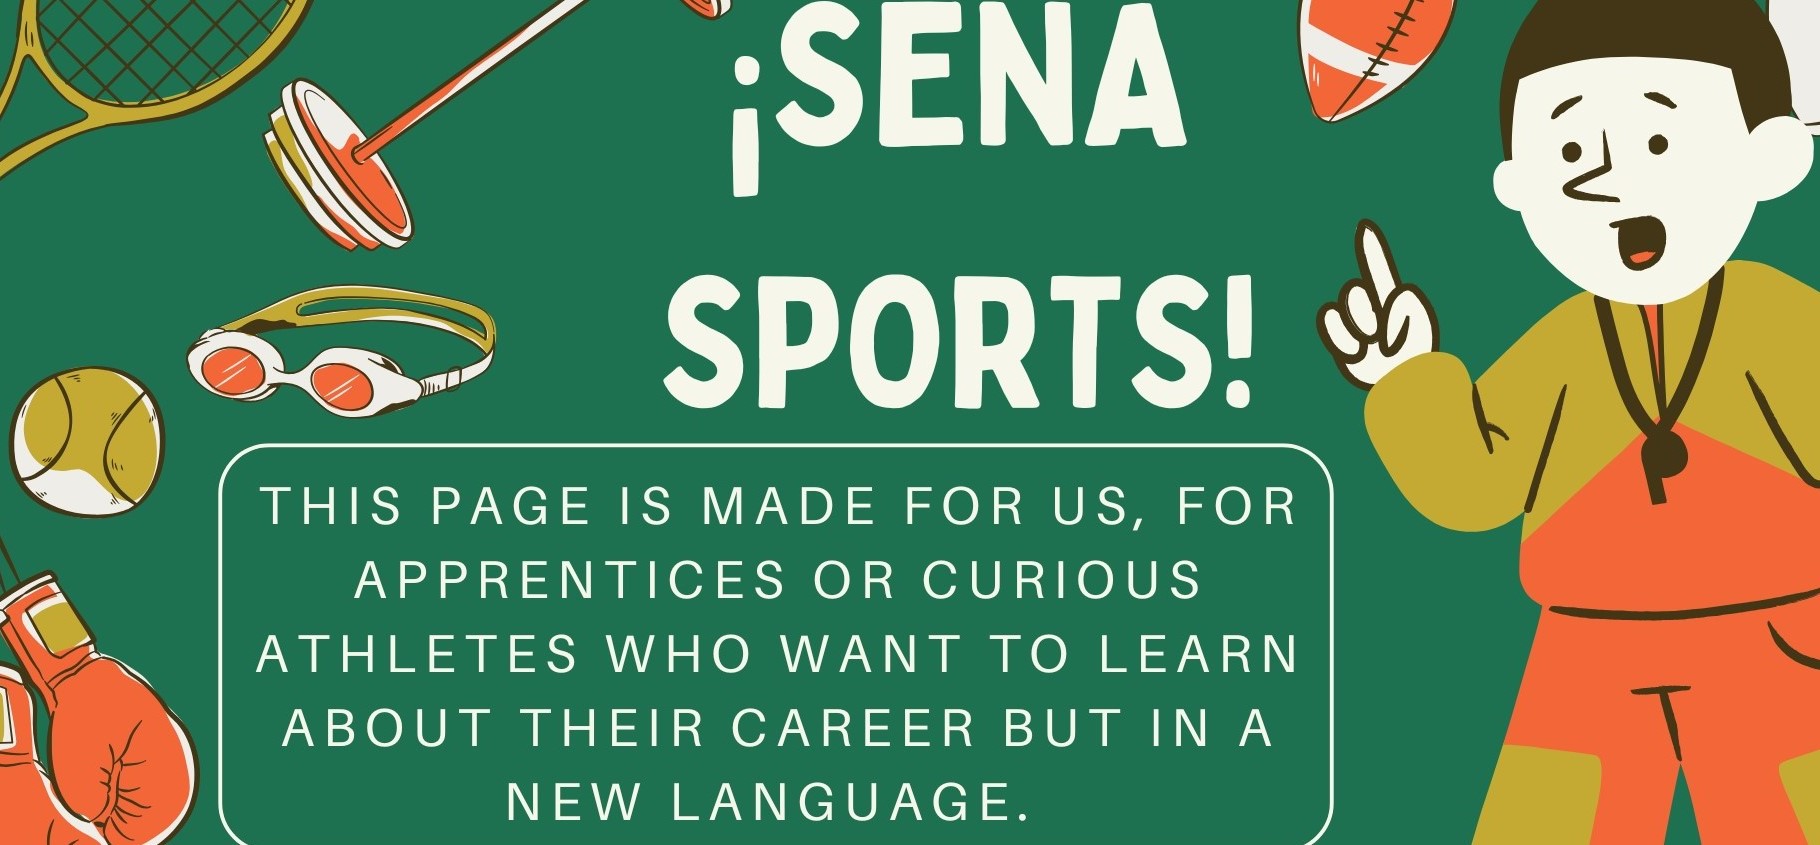 ¡SENA
SPORTS!
THIS PAGE IS MADE FOR US, FOR
APPRENTICES OR CURIOUS
ATHLETES WHO WANT TO LEARN
ABOUT THEIR CAREER BUT IN A
NEW LANGUAGE.